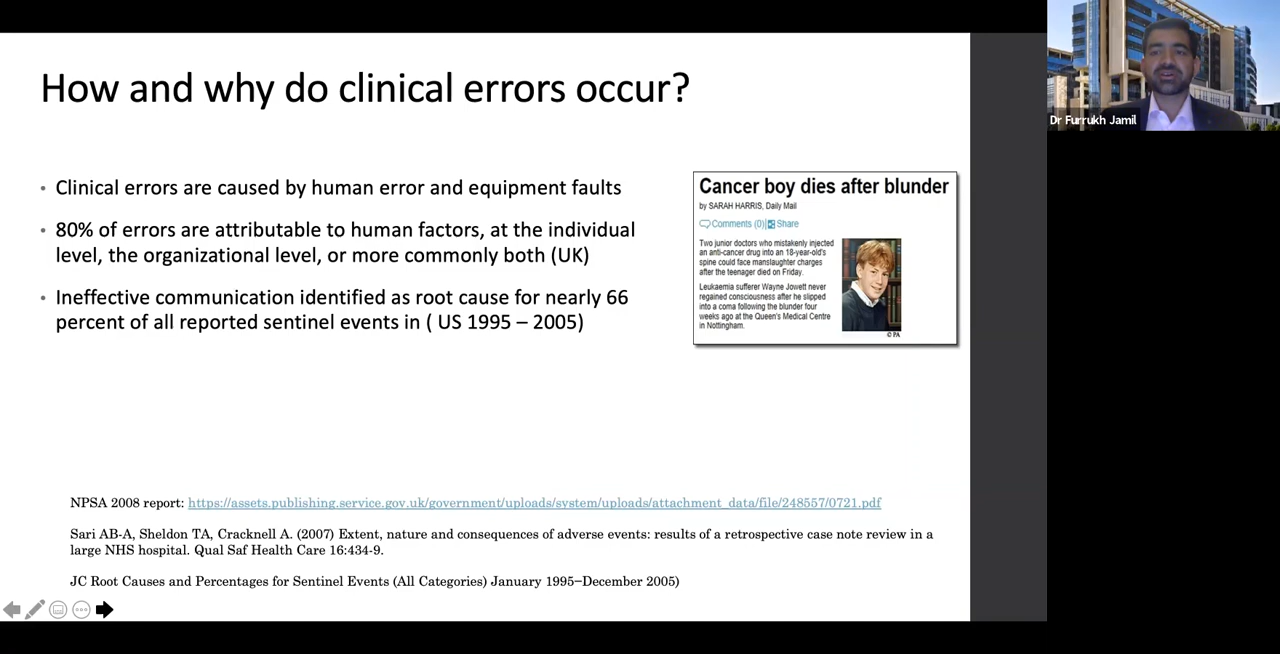 How and why do clinical errors occur?
• Clinical errors are caused by human error and equipment faults
• 80% of errors are attributable to human factors, at the individual
level, the organizational level, or more commonly both (UK)
• Ineffective communication identified as root cause for nearly 66
percent of all reported sentinel events in ( US 1995 – 2005)
Cancer boy dies after blunder
by SARAH HARRIS, Daily Mail
Comments (0)| Share
Two junior doctors who mistakenly injected
an anti-cancer drug into an 18-year-old's
spine could face manslaughter charges
after the teenager died on Friday.
Leukaemia sufferer Wayne Jowett never
regained consciousness after he slipped
into a coma following the blunder four
weeks ago at the Queen's Medical Centre
in Nottingham.
© PA
NPSA 2008 report: https://assets.publishing.service.gov.uk/government/uploads/system/uploads/attachment_data/file/248557/0721.pdf
Sari AB-A, Sheldon TA, Cracknell A. (2007) Extent, nature and consequences of adverse events: results of a retrospective case note review in a
large NHS hospital. Qual Saf Health Care 16:434-9.
JC Root Causes and Percentages for Sentinel Events (All Categories) January 1995−December 2005)
Dr Furrukh Jamil